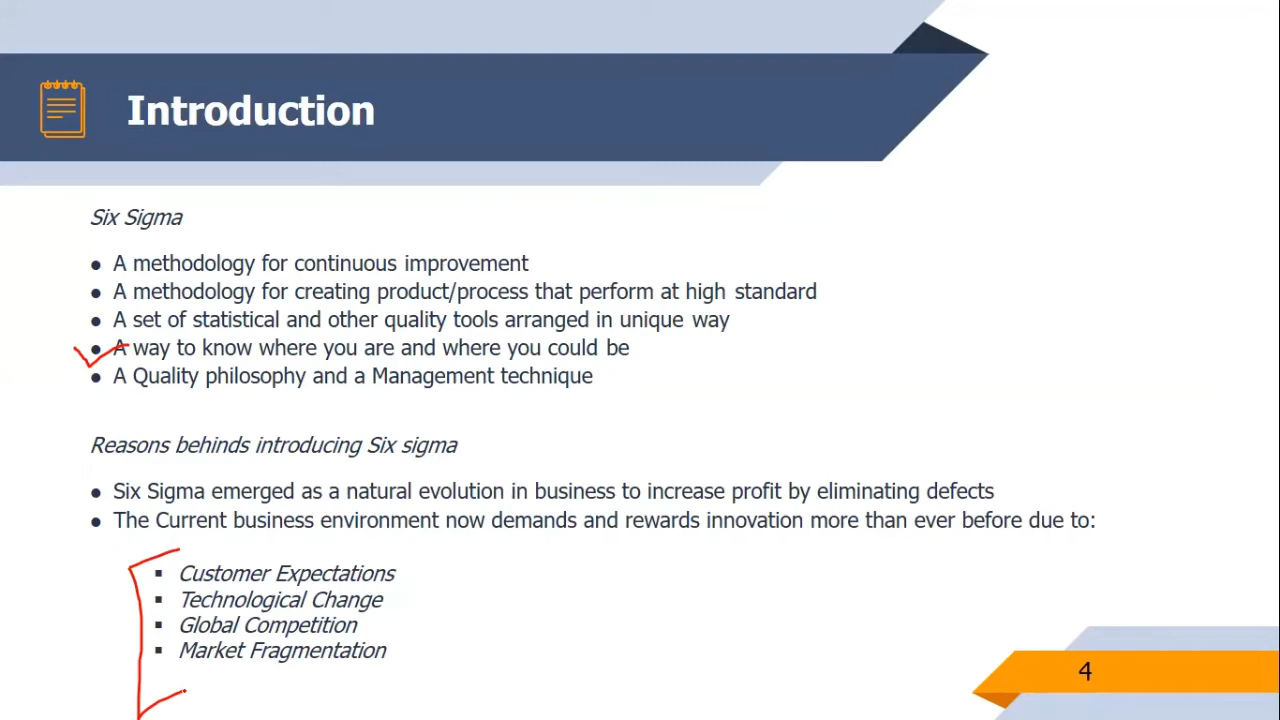 Introduction
Six Sigma
● A methodology for continuous improvement
● A methodology for creating product/process that perform at high standard
● A set of statistical and other quality tools arranged in unique way
● A way to know where you are and where you could be
● A Quality philosophy and a Management technique
Reasons behinds introducing Six sigma
● Six Sigma emerged as a natural evolution in business to increase profit by eliminating defects
● The Current business environment now demands and rewards innovation more than ever before due to:
▪ Customer Expectations
▪ Technological Change
▪ Global Competition
▪ Market Fragmentation
4